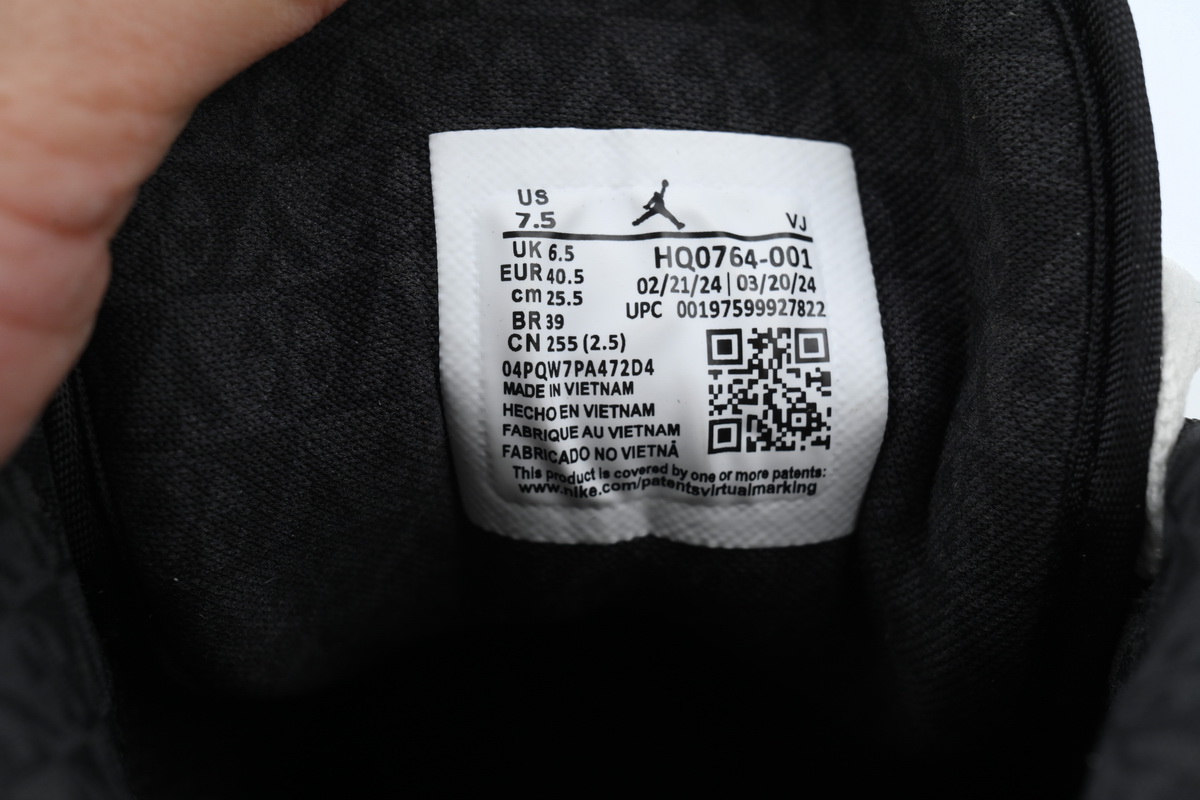 US
7.5
VJ
UK 6.5
HQ0764-001
EUR 40.5
02/21/24 | 03/20/24
cm 25.5
UPC 00197599927822
BR 39
CN 255 (2.5)
04PQW7PA472D4
MADE IN VIETNAM
HECHO EN VIETNAM
FABRIQUE AU VIETNAM
FABRICADO NO VIETNÃ
This product is covered by one or more patents:
www.nike.com/patentsvirtualmarking